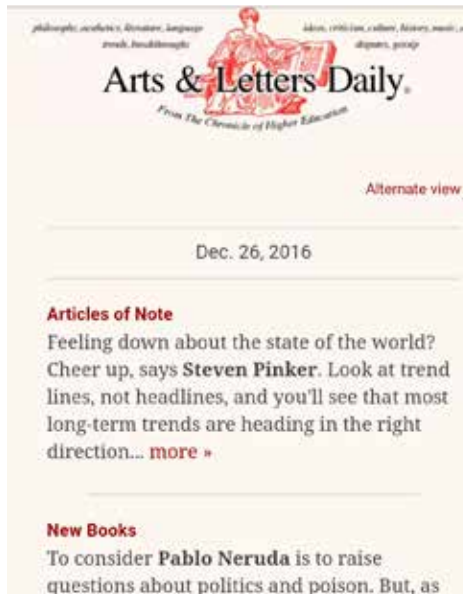 philosophy, aesthetics, literature, language
ideas, criticism, culture, history, music,
trends, breakthroughs
disputes, gossip
Arts & Letters Daily®
From The Chronicle of Higher Education
Alternate view
Dec. 26, 2016
Articles of Note
Feeling down about the state of the world?
Cheer up, says Steven Pinker. Look at trend
lines, not headlines, and you'll see that most
long-term trends are heading in the right
direction... more »
New Books
To consider Pablo Neruda is to raise
questions about politics and poison. But, as